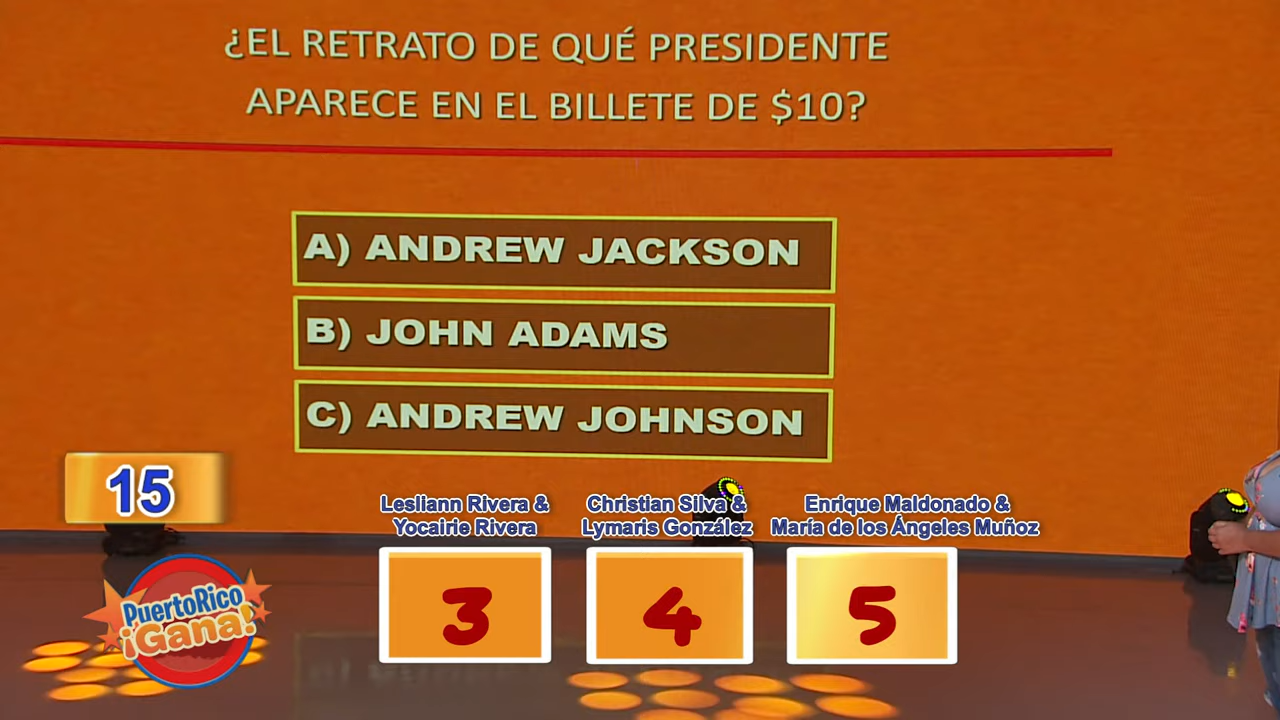 ¿EL RETRATO DE QUÉ PRESIDENTE
APARECE EN EL BILLETE DE $10?
A) ANDREW JACKSON
B) JOHN ADAMS
C) ANDREW JOHNSON
15
Lesliann Rivera &
Yocairie Rivera
Christian Silva &
Lymaris González
Enrique Maldonado &
María de los Ángeles Muñoz
3
4
5
PuertoRico
¡Gana!